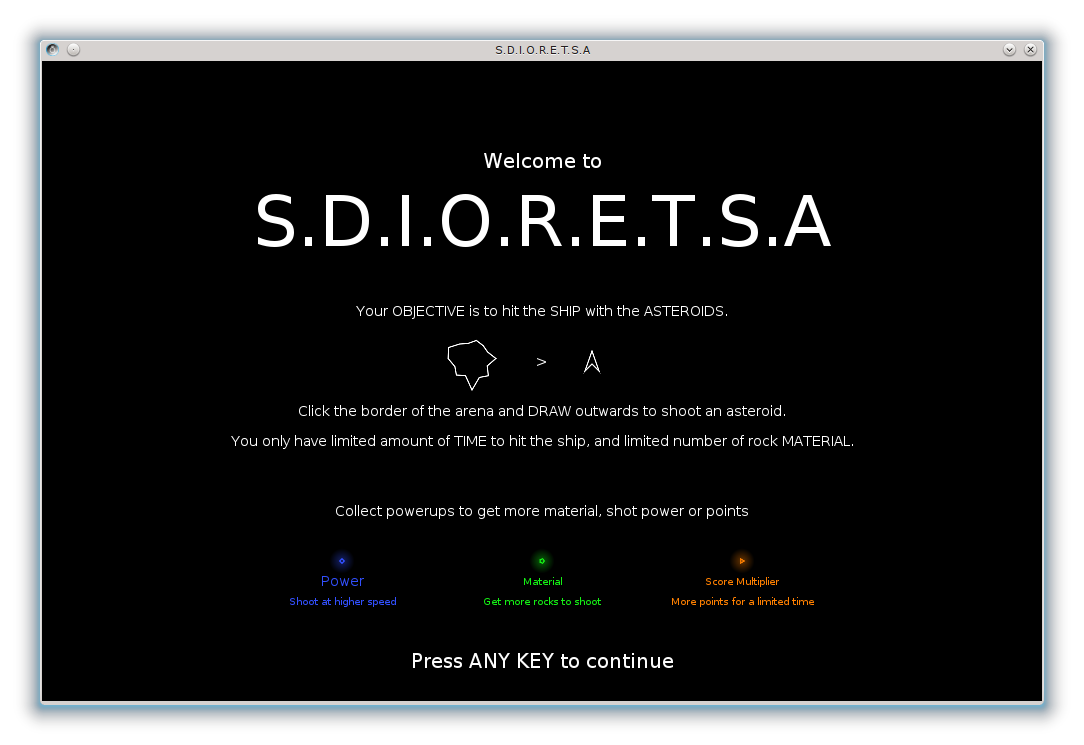 S.D.I.O.R.E.T.S.A
Welcome to
S.D.I.O.R.E.T.S.A
Your OBJECTIVE is to hit the SHIP with the ASTEROIDS.
>
Click the border of the arena and DRAW outwards to shoot an asteroid.
You only have limited amount of TIME to hit the ship, and limited number of rock MATERIAL.
Collect powerups to get more material, shot power or points
Power Material Score Multiplier
Shoot at higher speed Get more rocks to shoot More points for a limited time
Press ANY KEY to continue